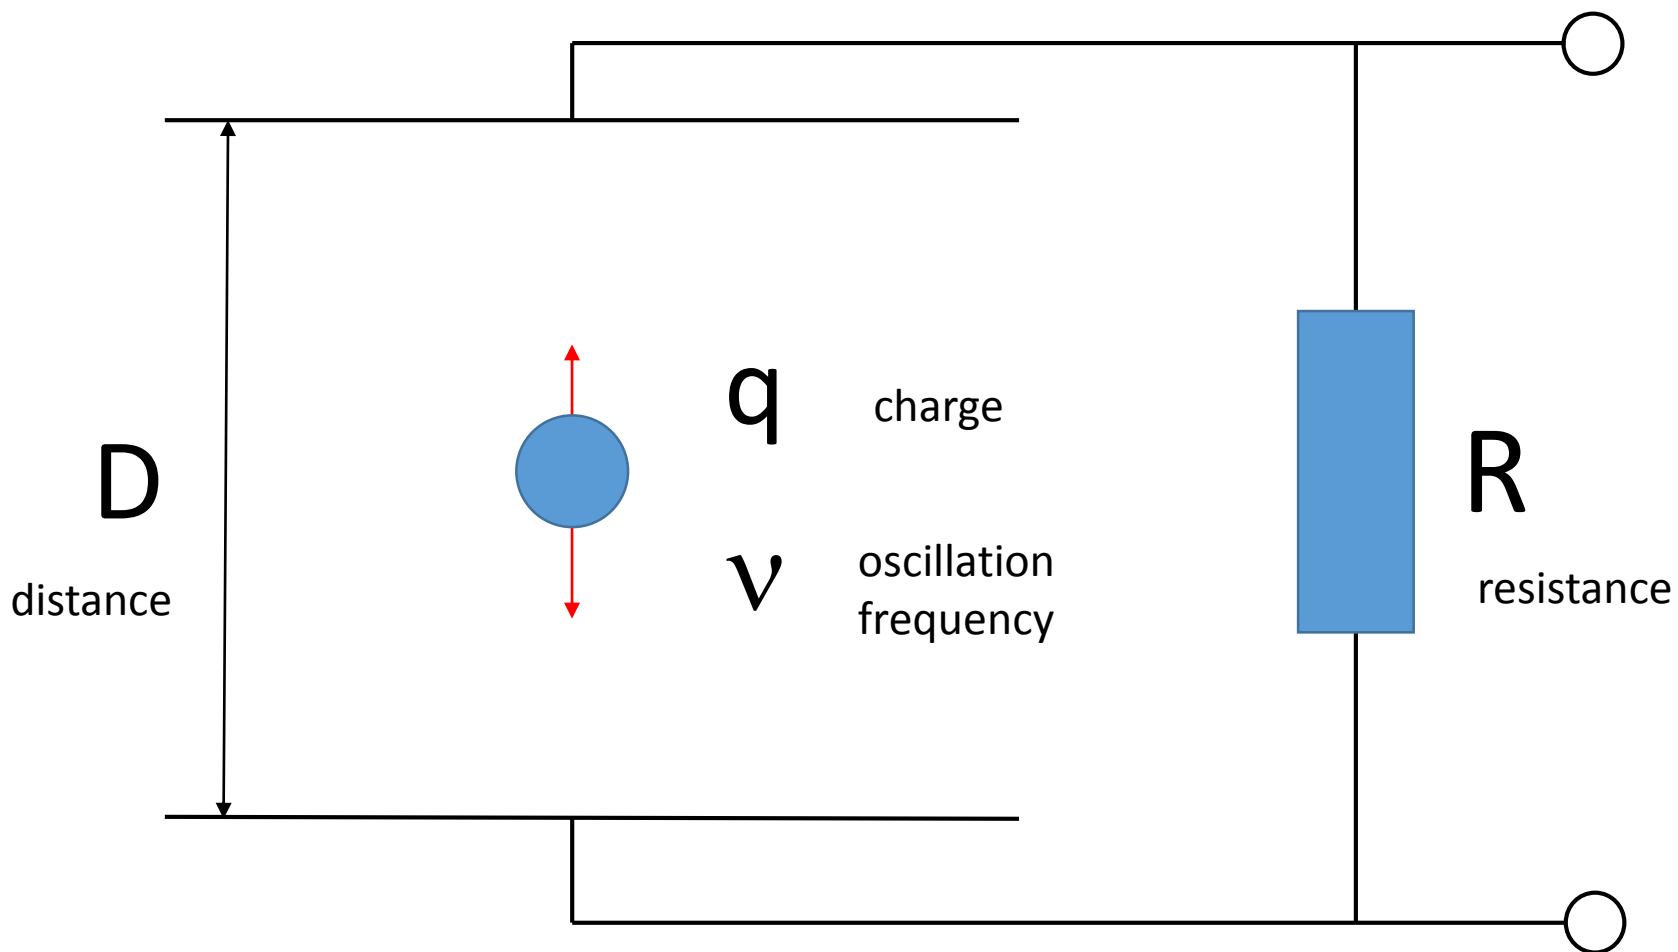 q charge
D
R
ν oscillation
frequency
distance
resistance